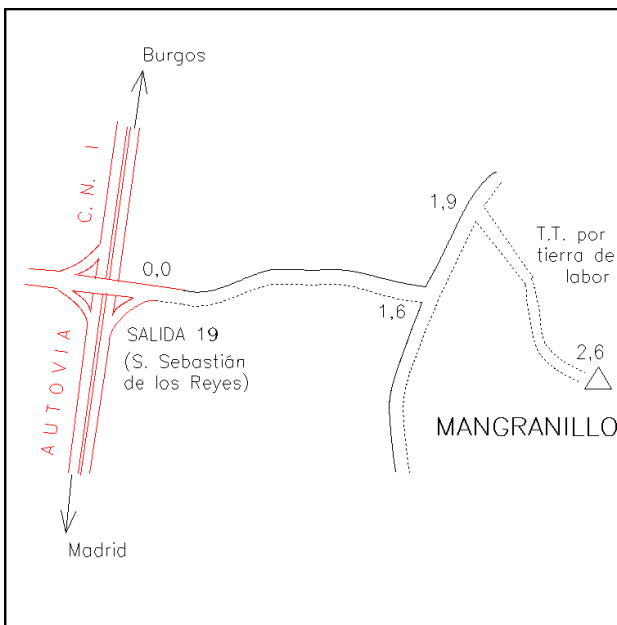 Burgos
C. N. I
1,9
T.T. por
tierra de
labor
0,0
1,6
SALIDA 19
(S. Sebastián
de los Reyes)
2,6
AUTOVIA
MANGRANILLO
Madrid